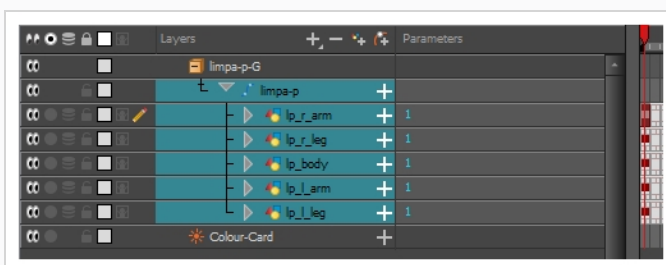 Layers Parameters
limpa-p-G
limpa-p
lp_r_arm 1
lp_r_leg 1
lp_body 1
lp_l_arm 1
lp_l_leg 1
Colour-Card